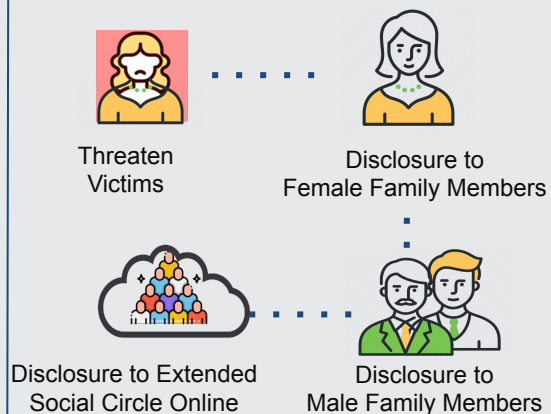 Threaten
Victims
Disclosure to
Female Family Members
Disclosure to Extended
Social Circle Online
Disclosure to
Male Family Members